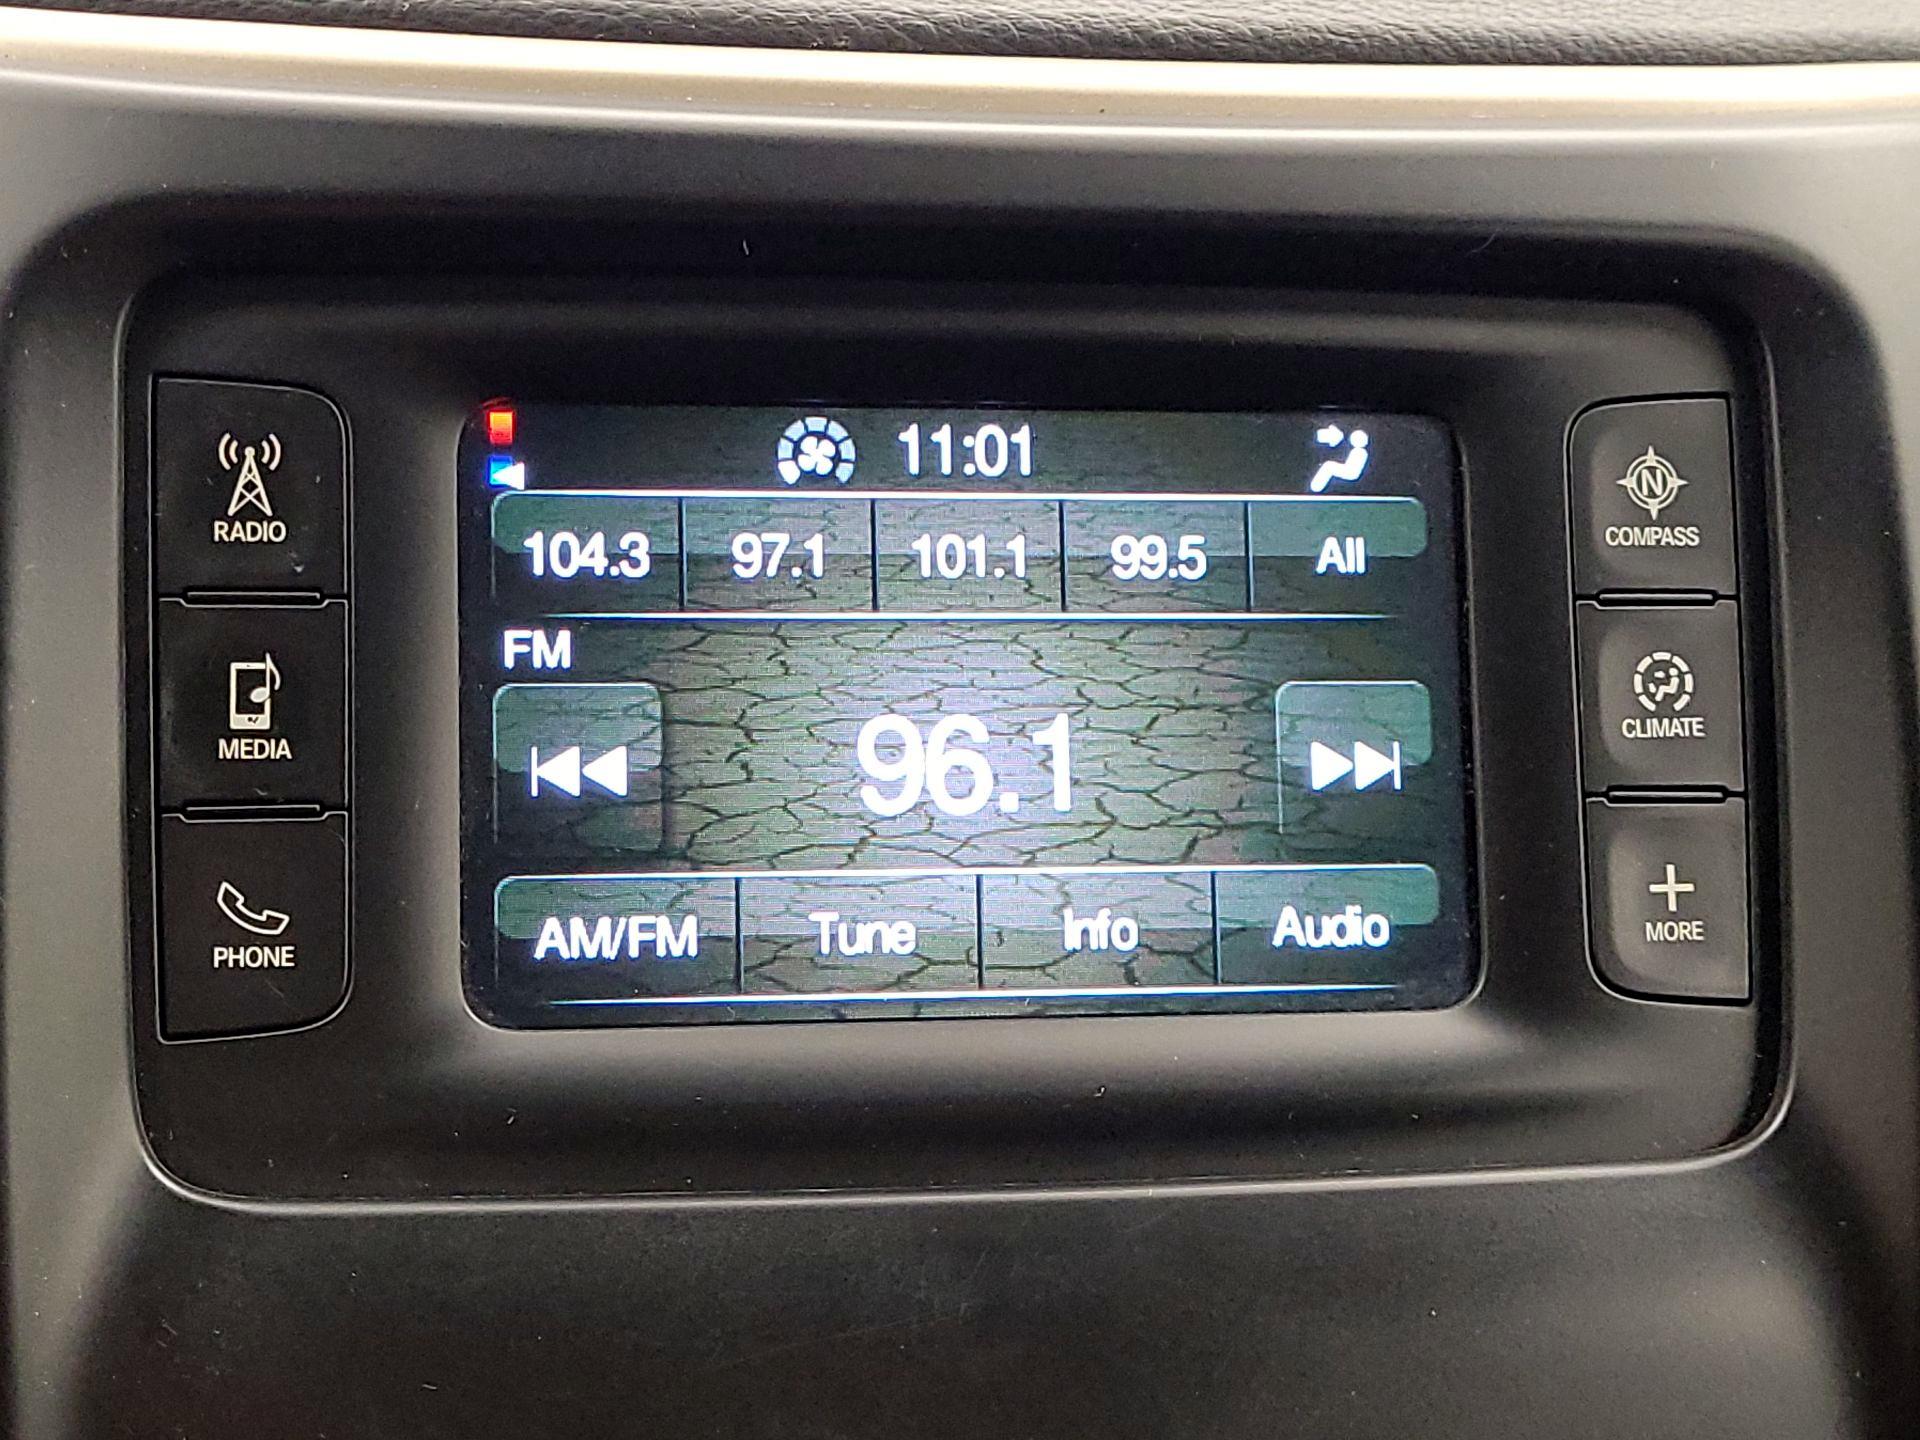 11:01
104.3 97.1 101.1 99.5 All
FM
96.1
AM/FM Tune Info Audio
RADIO
MEDIA
PHONE
N
COMPASS
CLIMATE
MORE